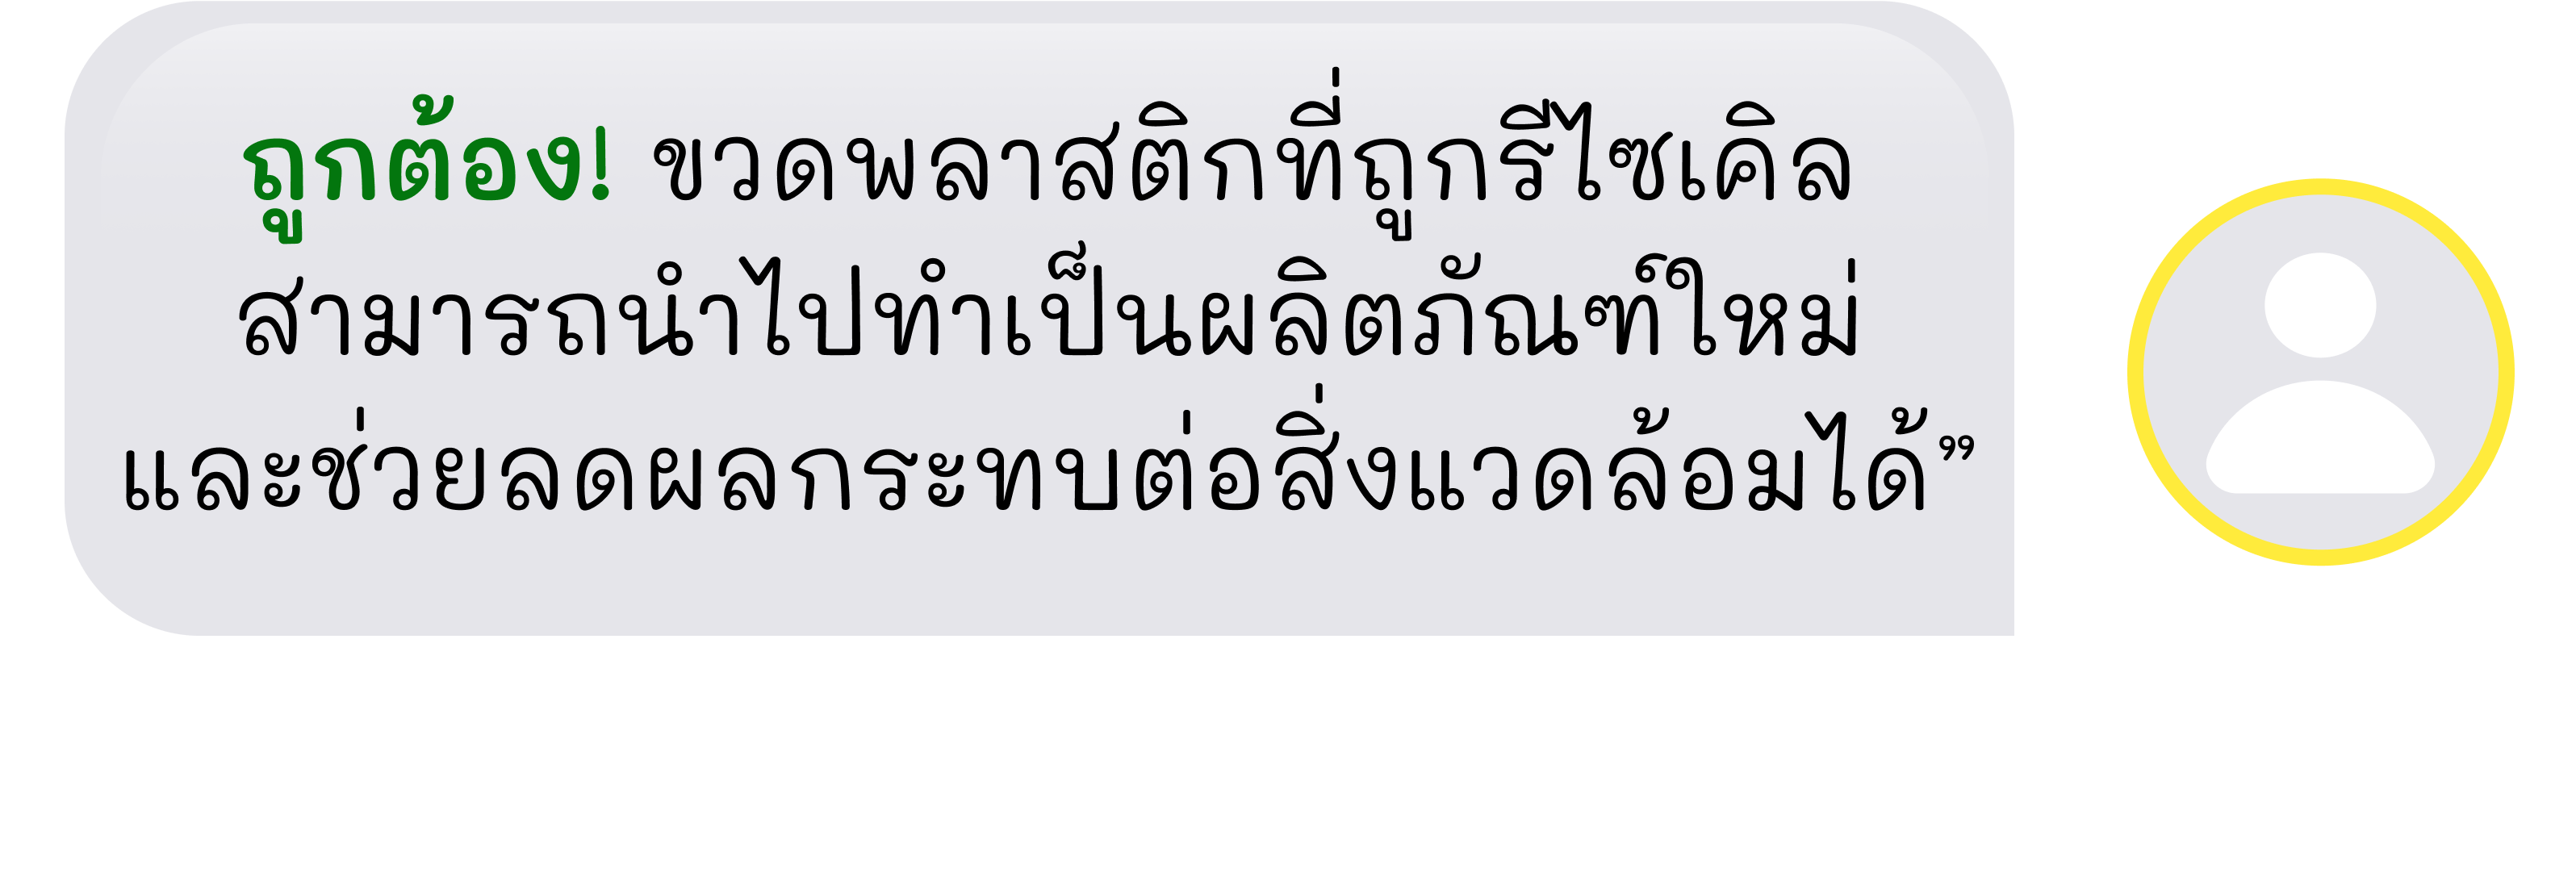 ถูกต้อง! ขวดพลาสติกที่ถูกรีไซเคิล
สามารถนำไปทำเป็นผลิตภัณฑ์ใหม่
และช่วยลดผลกระทบต่อสิ่งแวดล้อมได้”